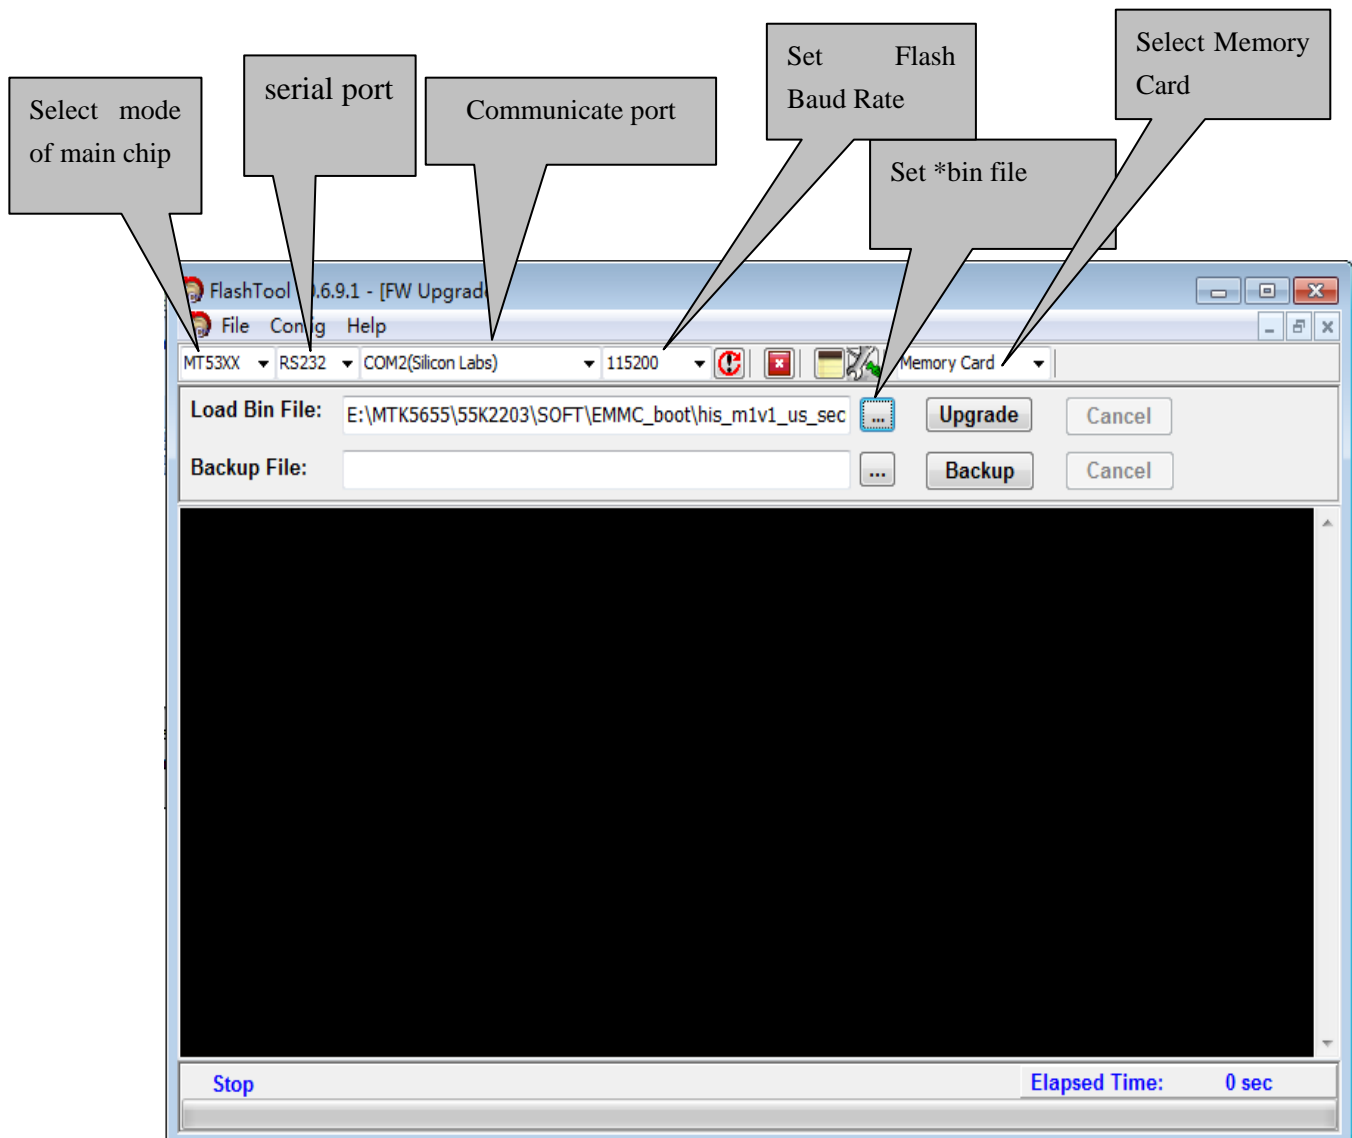 Select mode
of main chip
serial port
Communicate port
Set Flash
Baud Rate
Set *bin file
Select Memory
Card
FlashTool .6.9.1 - [FW Upgrad
File Config Help
MT53XX RS232 COM2(Silicon Labs) 115200 Memory Card
Load Bin File: E:\MTK5655\55K2203\SOFT\EMMC_boot\his_m1v1_us_sec ... Upgrade Cancel
Backup File: ... Backup Cancel
Stop Elapsed Time: 0 sec